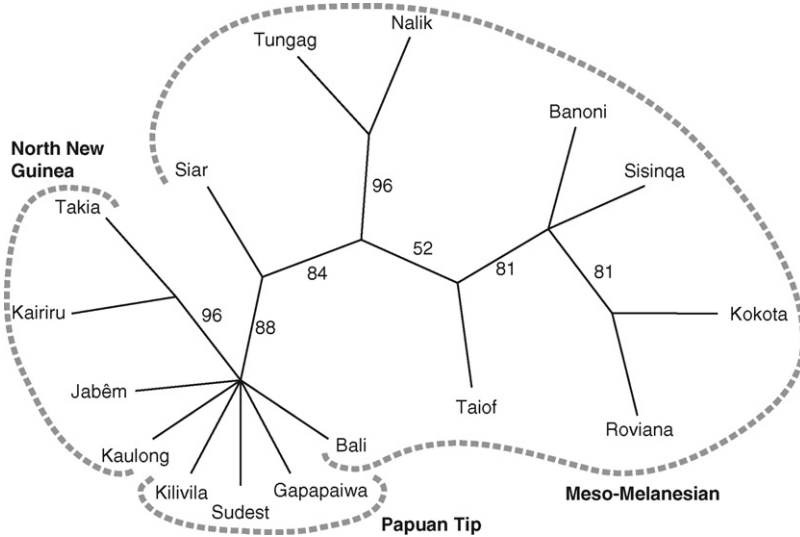 Nalik
Tungag
Banoni
North New
Guinea
Siar
Sisinqa
96
Takia
52
84
81
81
Kairiru
96
88
Kokota
Jabêm
Taiof
Roviana
Bali
Kaulong
Kilivila
Gapapaiwa
Sudest
Meso-Melanesian
Papuan Tip